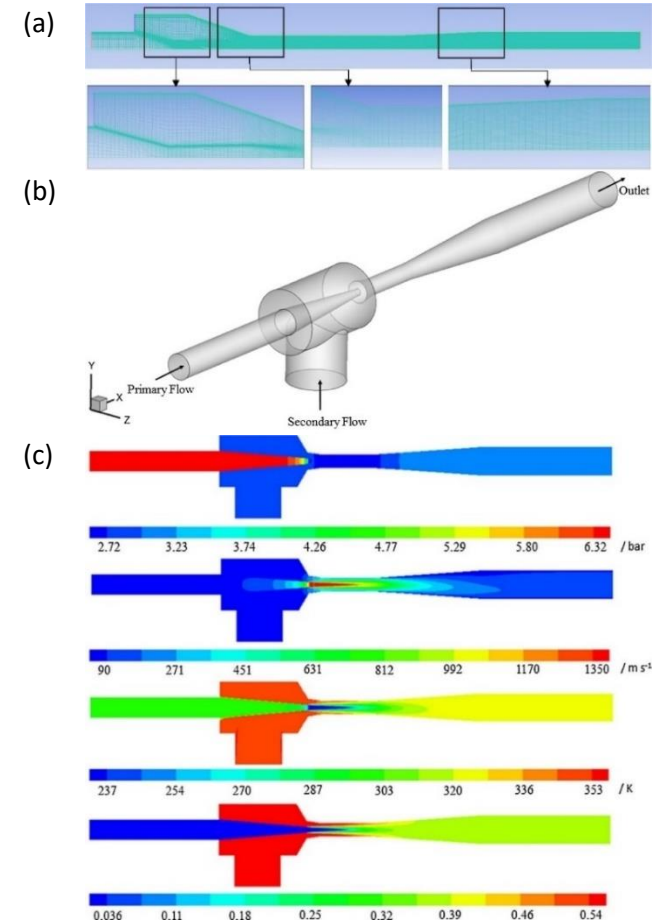 (a)
(b)
Outlet
Y
X
Z
Primary Flow
Secondary Flow
(c)
2.72 3.23 3.74 4.26 4.77 5.29 5.80 6.32 / bar
90 271 451 631 812 992 1170 1350 / m s⁻¹
237 254 270 287 303 320 336 353 / K
0.036 0.11 0.18 0.25 0.32 0.39 0.46 0.54